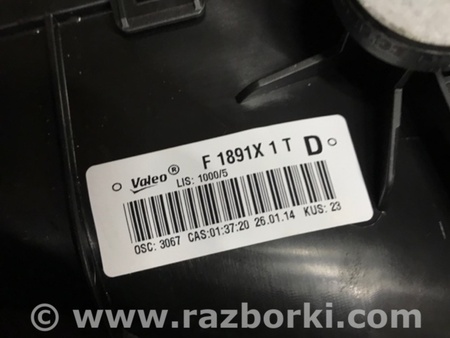 Valeo ® F 1891X 1 T D
LIS: 1000/5
OSC: 3067 CAS:01:37:20 26.01.14 KUS: 23
© www.razborki.com